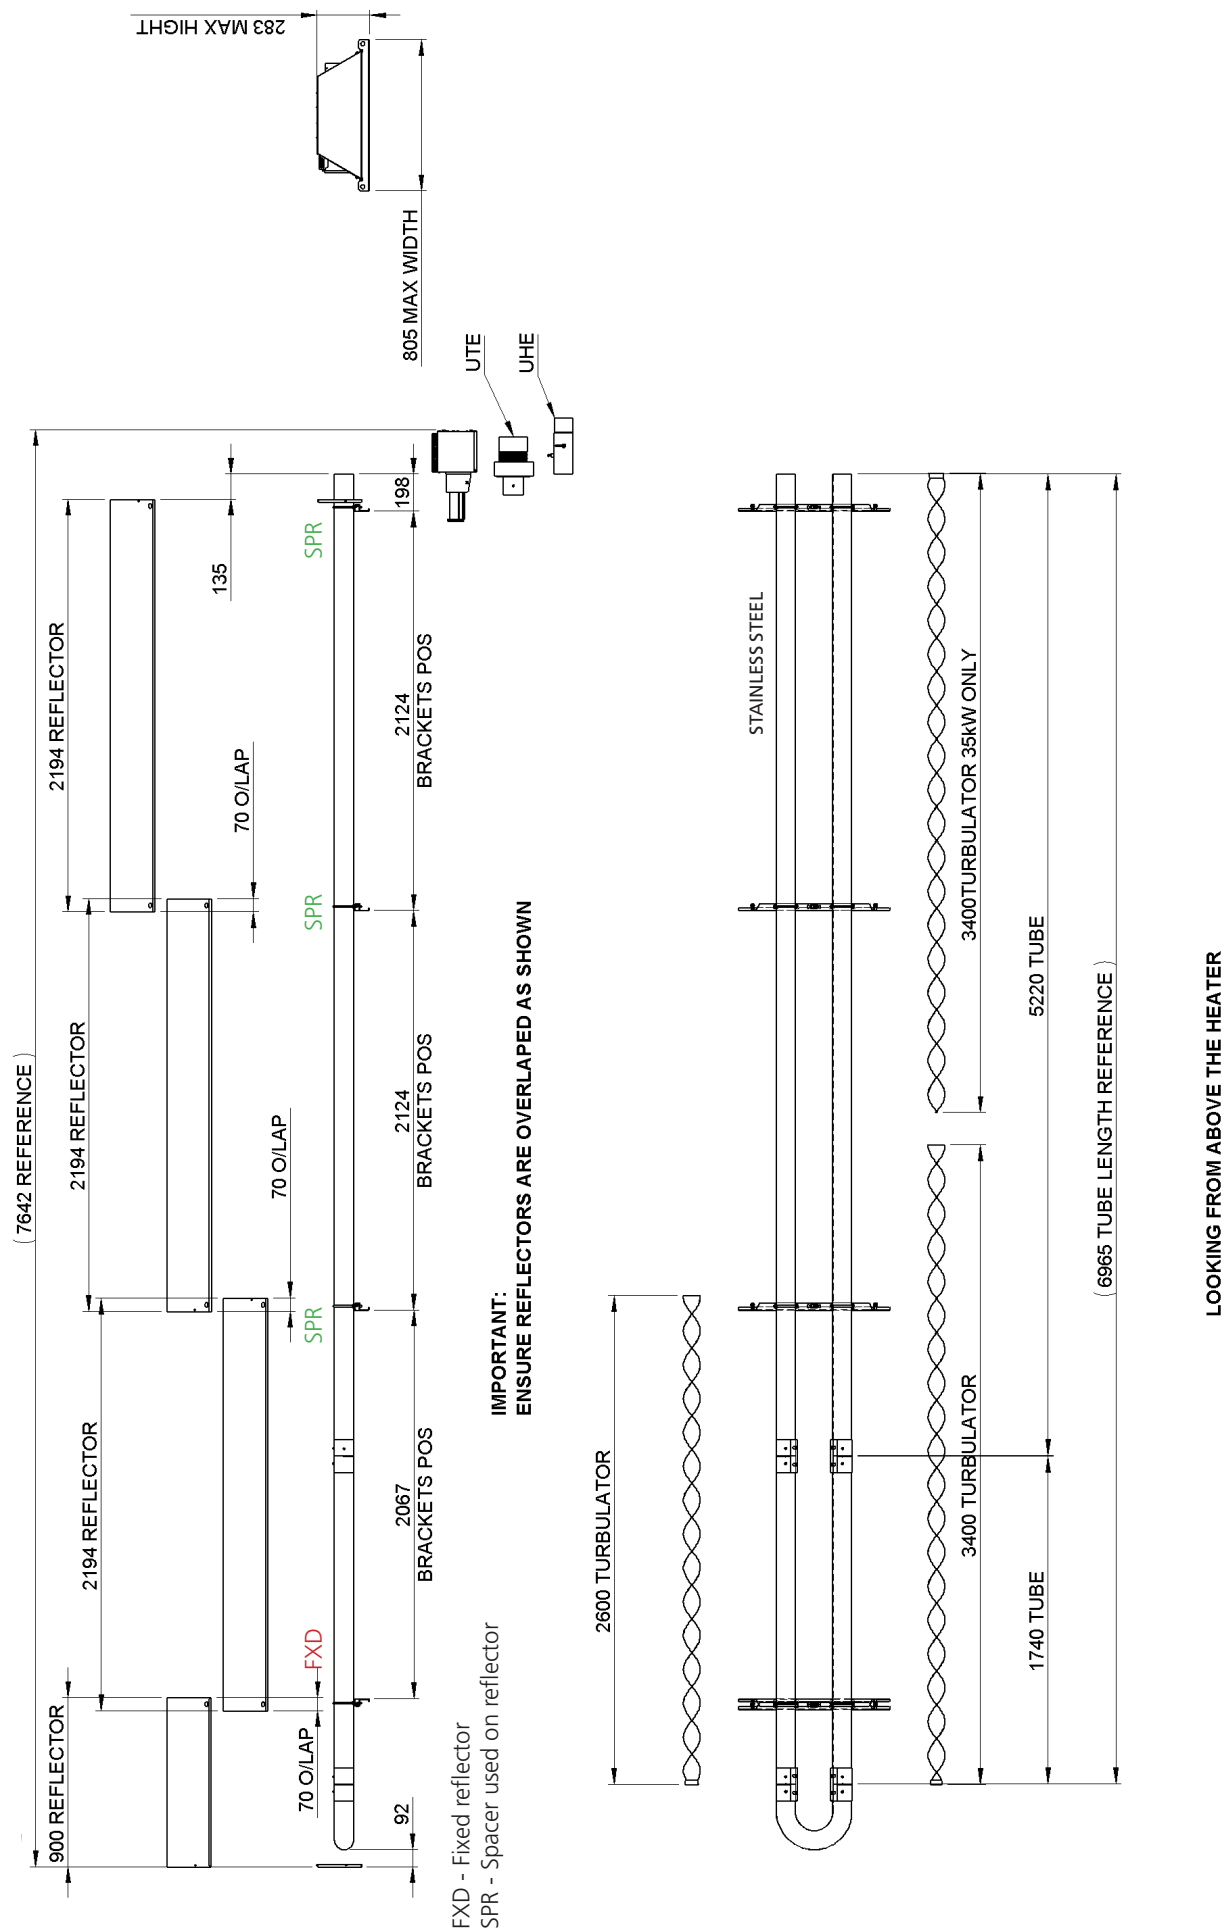 283 MAX HIGHT
805 MAX WIDTH
UTE
UHE
(7642 REFERENCE)
2194 REFLECTOR
135
198
SPR
2124
BRACKETS POS
70 O/LAP
2194 REFLECTOR
SPR
2124
BRACKETS POS
70 O/LAP
2194 REFLECTOR
SPR
2067
BRACKETS POS
FXD
900 REFLECTOR
70 O/LAP
92
IMPORTANT:
ENSURE REFLECTORS ARE OVERLAPED AS SHOWN
FXD - Fixed reflector
SPR - Spacer used on reflector
STAINLESS STEEL
2600 TURBULATOR
3400TURBULATOR 35kW ONLY
3400 TURBULATOR
5220 TUBE
1740 TUBE
(6965 TUBE LENGTH REFERENCE)
LOOKING FROM ABOVE THE HEATER